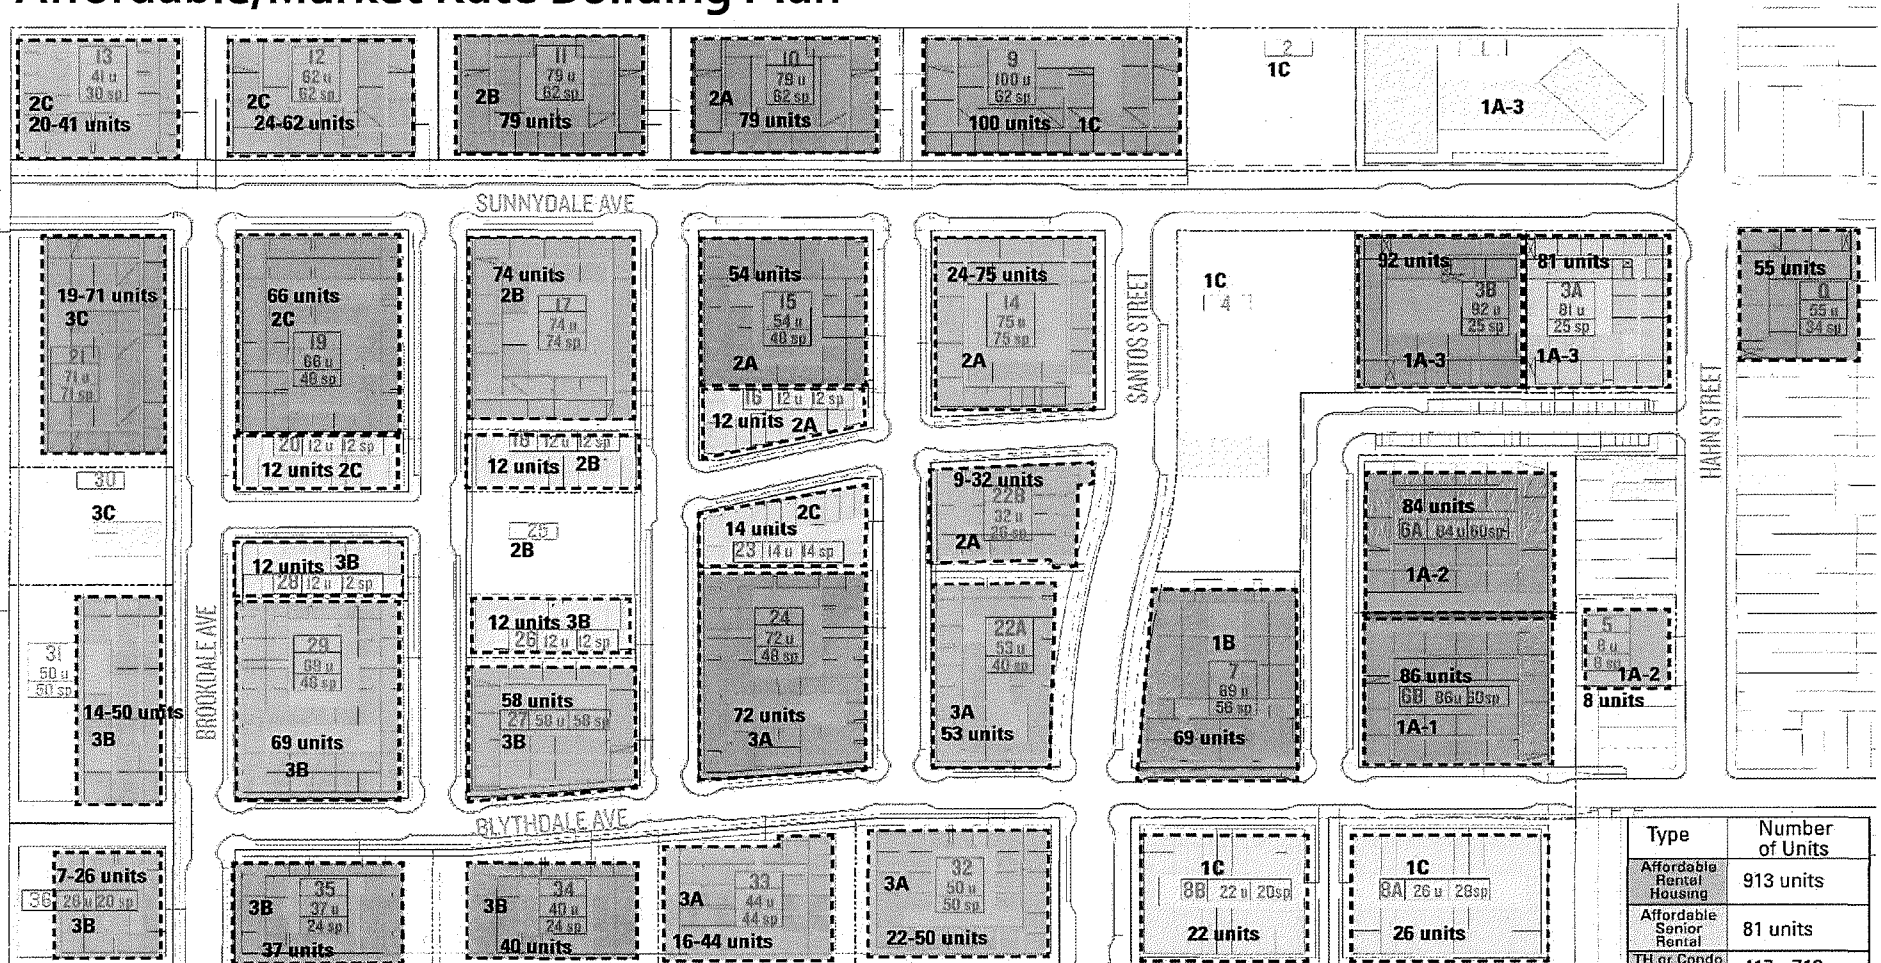 Affordable/Market Rate Building Plan
13
41 u
30 sp
2C
20-41 units
12
62 u
62 sp
2C
24-62 units
11
79 u
62 sp
2B
79 units
10
79 u
62 sp
2A
79 units
9
100 u
62 sp
100 units 1C
2
1C
1
1A-3
SUNNYDALE AVE
19-71 units
3C
21
71 u
71 sp
66 units
2C
19
66 u
46 sp
74 units
2B
17
74 u
74 sp
54 units
15
54 u
40 sp
2A
24-75 units
14
75 u
75 sp
2A
SANTOS STREET
1C
4
92 units
3B
92 u
25 sp
1A-3
81 units
3A
81 u
25 sp
1A-3
HAHN STREET
55 units
55 u
34 sp
20 12 u 12 sp
12 units 2C
18 12 u 12 sp
12 units 2B
16 12 u 12 sp
12 units 2A
30
3C
25
2B
2C
14 units
23 14 u 14 sp
9-32 units
22B
32 u
26 sp
2A
84 units
6A 84 u 60sp
1A-2
12 units 3B
28 12 u 12 sp
12 units 3B
26 12 u 12 sp
BROOKDALE AVE
31
50 u
50 sp
14-50 units
3B
29
69 u
46 sp
69 units
3B
58 units
27 58 u 58 sp
3B
24
72 u
48 sp
72 units
3A
22A
53 u
40 sp
3A
53 units
1B
7
69 u
56 sp
69 units
86 units
6B 86 u 60sp
1A-1
5
8 u
8 sp
1A-2
8 units
BLYTHDALE AVE
7-26 units
36 26 u 20 sp
3B
35
37 u
24 sp
3B
37 units
34
40 u
24 sp
3B
40 units
33
44 u
44 sp
3A
16-44 units
32
50 u
50 sp
3A
22-50 units
1C
8B 22 u 20sp
22 units
1C
8A 26 u 28sp
26 units
Type
Number
of Units
Affordable
Rental
Housing
913 units
Affordable
Senior
Rental
81 units
TH or Condo